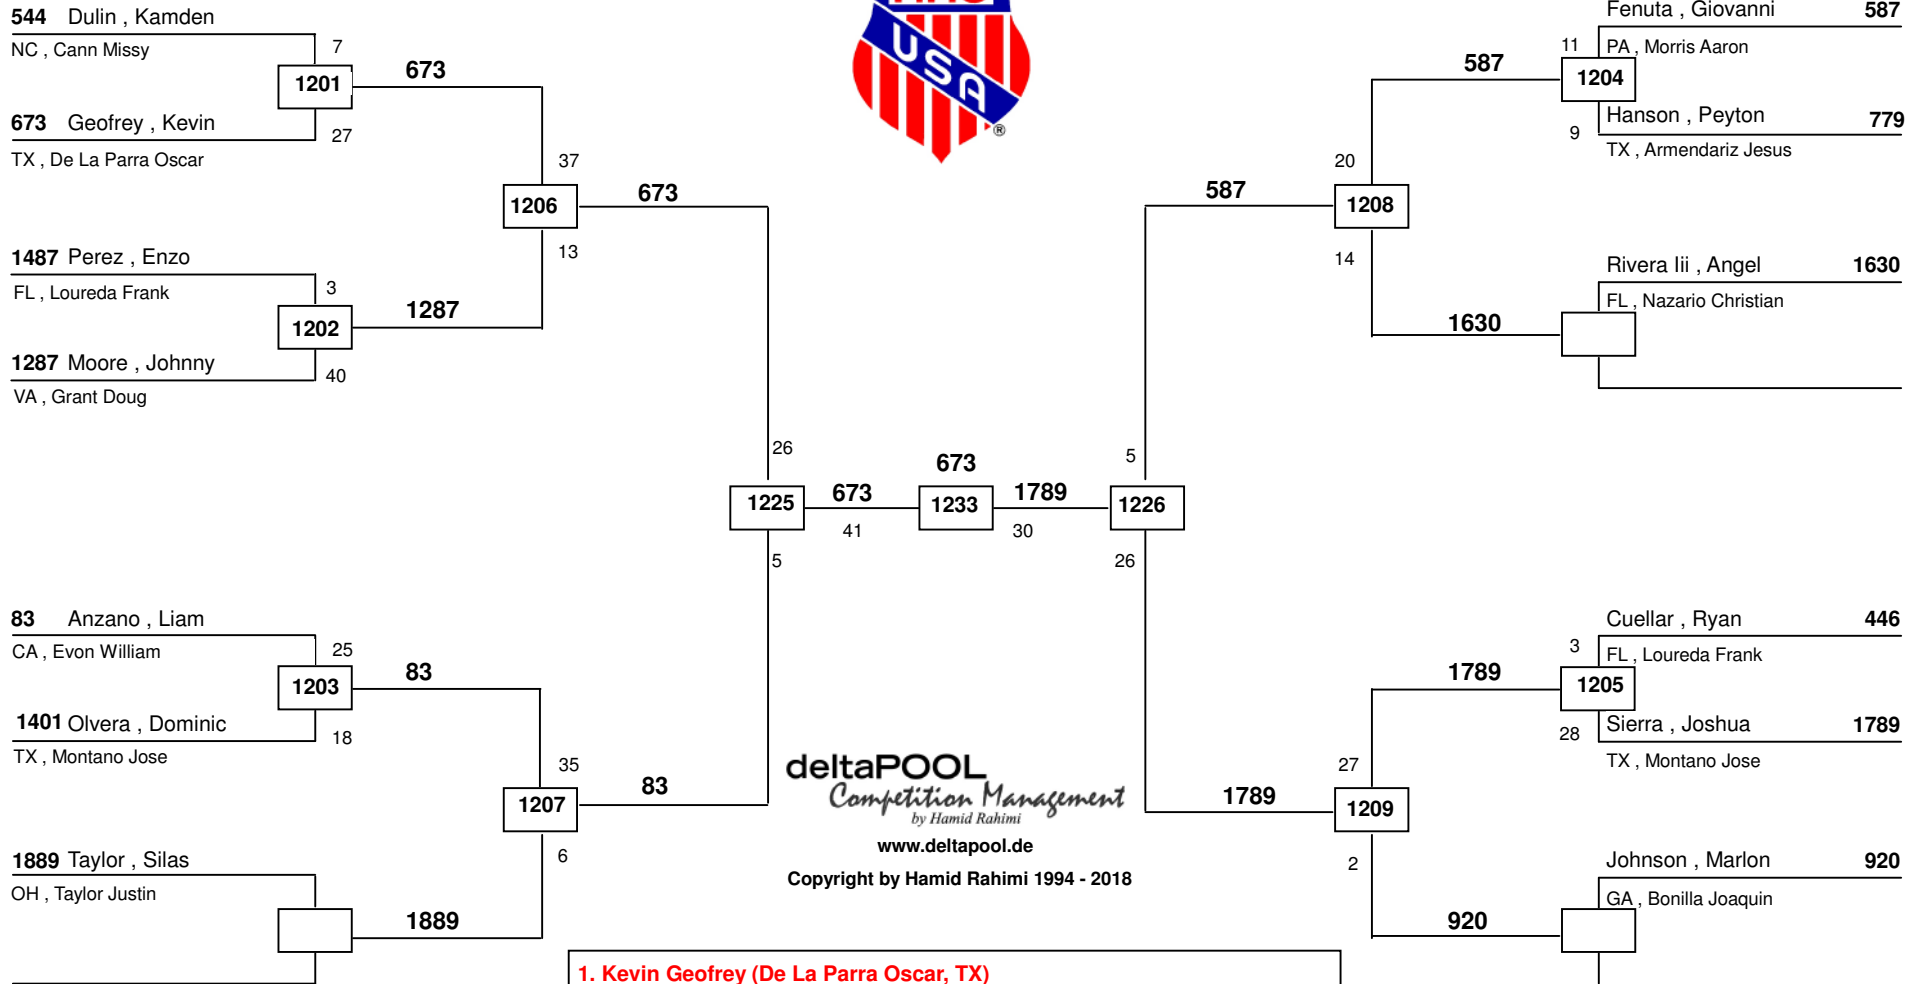 544 Dulin , Kamden
NC , Cann Missy
7
1201
673
673 Geofrey , Kevin
27
TX , De La Parra Oscar
37
1206
673
13
1487 Perez , Enzo
FL , Loureda Frank
3
1202
1287
1287 Moore , Johnny
40
VA , Grant Doug
USA
®
Fenuta , Giovanni 587
11
PA , Morris Aaron
587
1204
Hanson , Peyton 779
9
TX , Armendariz Jesus
20
587
1208
14
Rivera Iii , Angel 1630
FL , Nazario Christian
1630
26
1225
5
673
41
673
1233
1789
30
5
1226
26
83 Anzano , Liam
CA , Evon William
25
1203
83
1401 Olvera , Dominic
18
TX , Montano Jose
35
1207
83
6
1889 Taylor , Silas
OH , Taylor Justin
1889
deltaPOOL
Competition Management
by Hamid Rahimi
www.deltapool.de
Copyright by Hamid Rahimi 1994 - 2018
Cuellar , Ryan 446
3
FL , Loureda Frank
1789
1205
Sierra , Joshua 1789
28
TX , Montano Jose
27
1789
1209
2
Johnson , Marlon 920
GA , Bonilla Joaquin
920
1. Kevin Geofrey (De La Parra Oscar, TX)